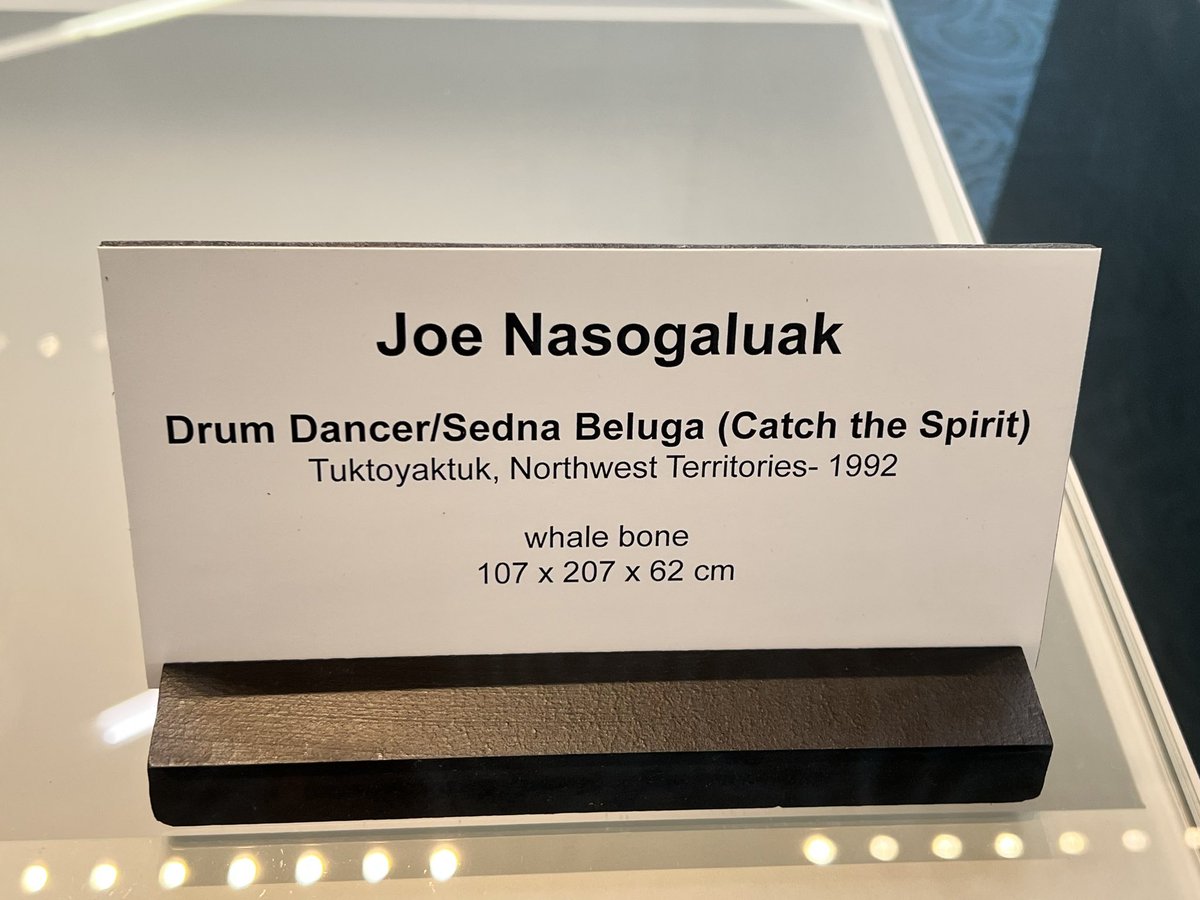 Joe Nasogaluak
Drum Dancer/Sedna Beluga (Catch the Spirit)
Tuktoyaktuk, Northwest Territories- 1992
whale bone
107 x 207 x 62 cm